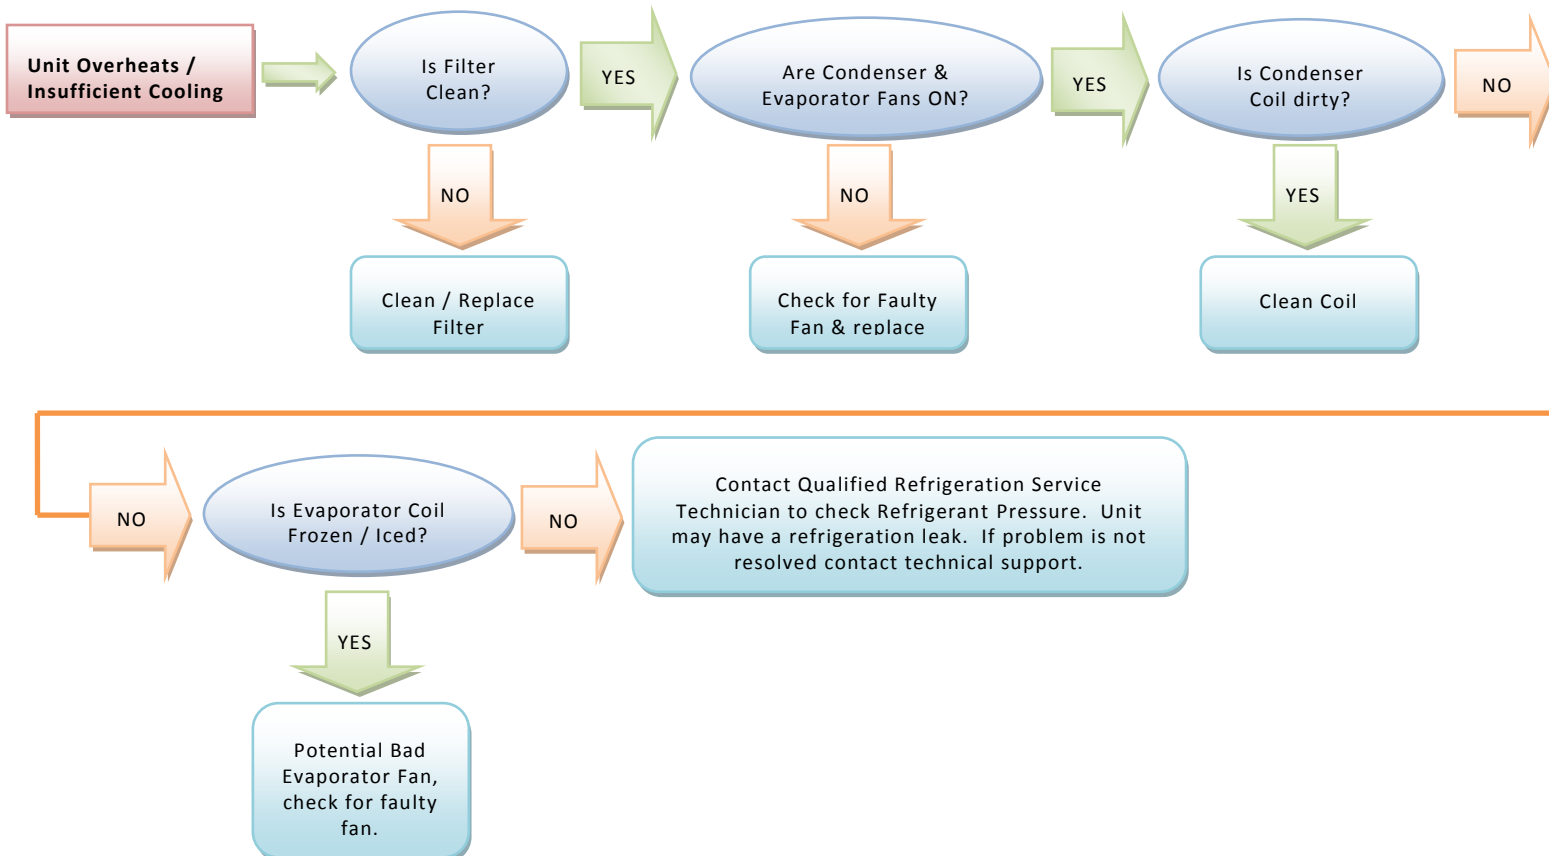 Unit Overheats /
Insufficient Cooling
Is Filter
Clean?
YES
Are Condenser &
Evaporator Fans ON?
YES
Is Condenser
Coil dirty?
NO
NO
NO
YES
Clean / Replace
Filter
Check for Faulty
Fan & replace
Clean Coil
NO
Is Evaporator Coil
Frozen / Iced?
NO
Contact Qualified Refrigeration Service
Technician to check Refrigerant Pressure. Unit
may have a refrigeration leak. If problem is not
resolved contact technical support.
YES
Potential Bad
Evaporator Fan,
check for faulty
fan.